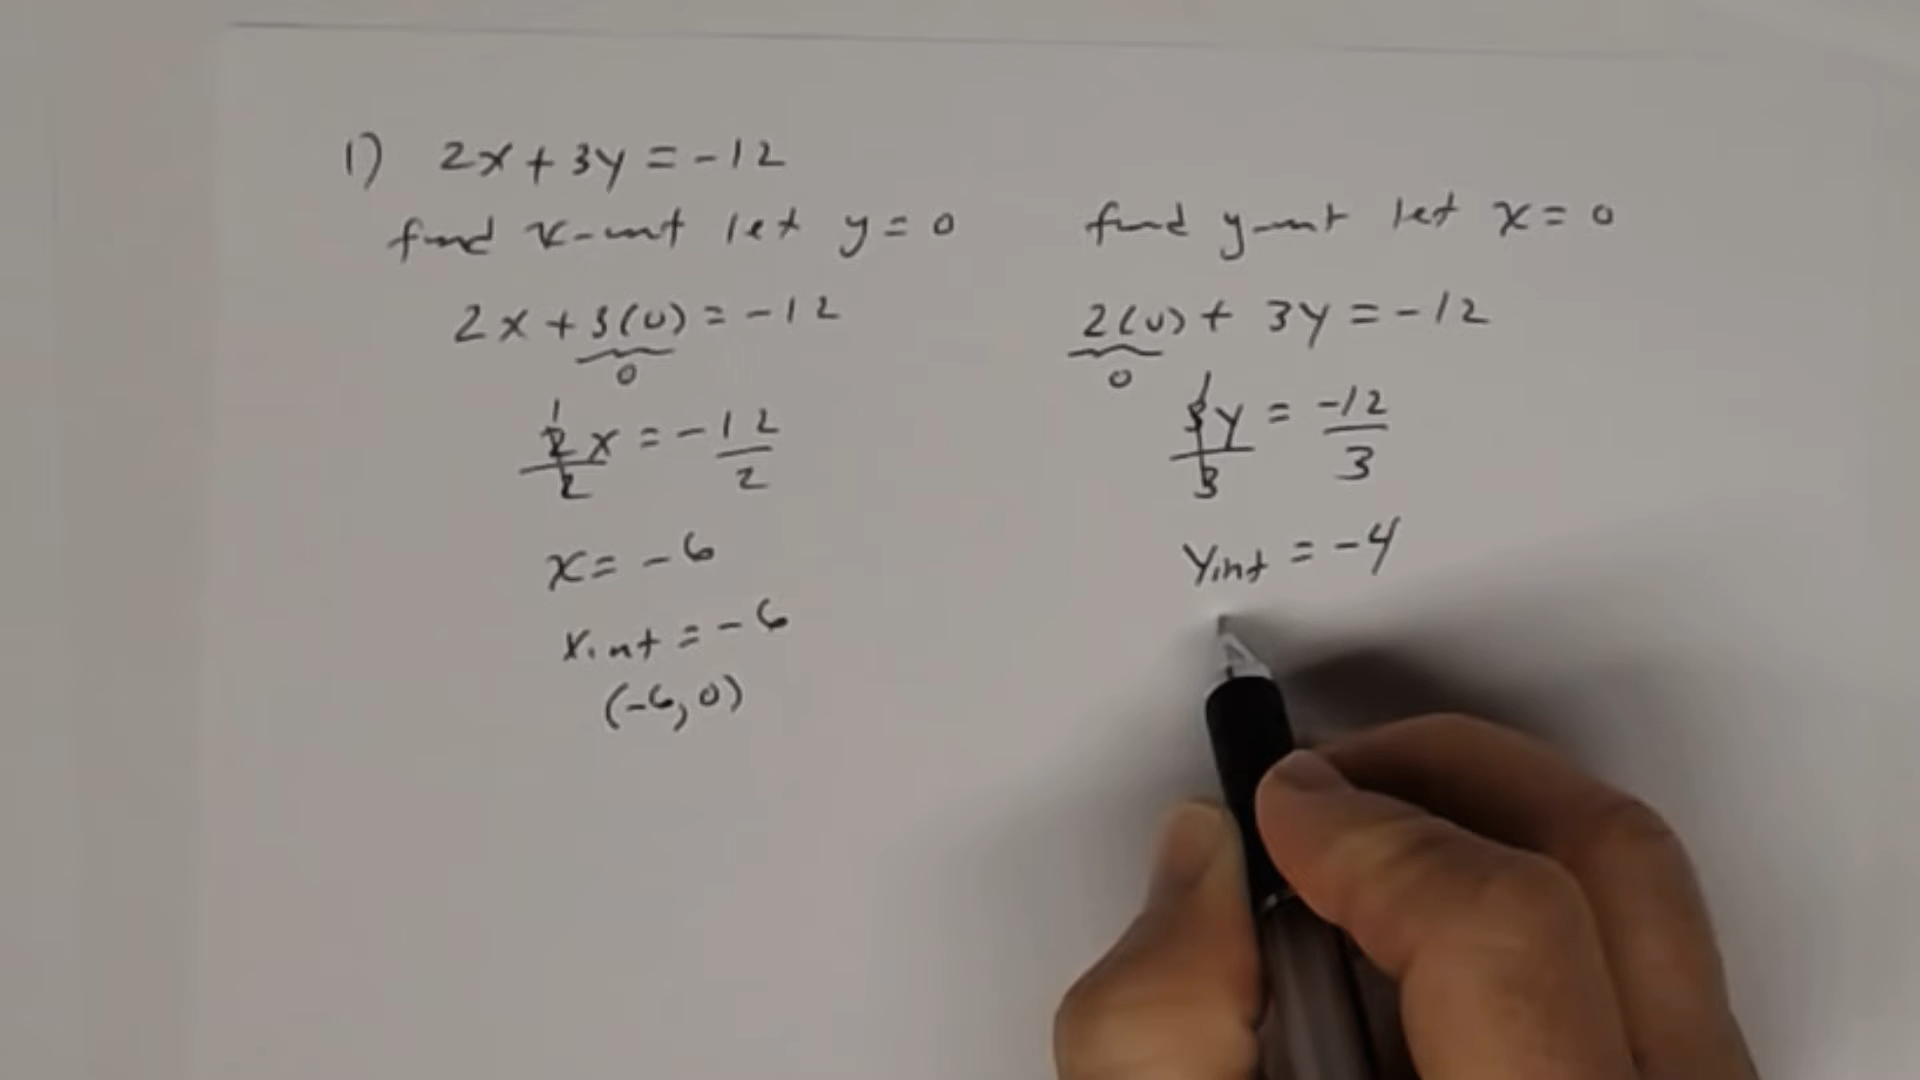 1) 2x + 3y = -12
find x-int let y = 0
2x + 3(0) = -12
0
1
2x = -12
2 2
x = -6
xint = -6
(-6, 0)
find y-int let x = 0
2(0) + 3y = -12
0
1
3y = -12
3 3
Yint = -4